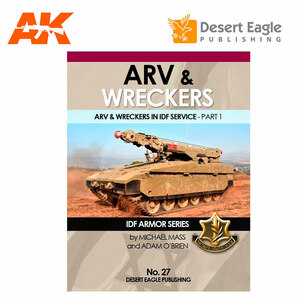 AK
Desert Eagle
PUBLISHING
ARV &
WRECKERS
ARV & WRECKERS IN IDF SERVICE - PART 1
IDF ARMOR SERIES
by MICHAEL MASS
and ADAM O'BRIEN
No. 27
DESERT EAGLE PUBLISHING